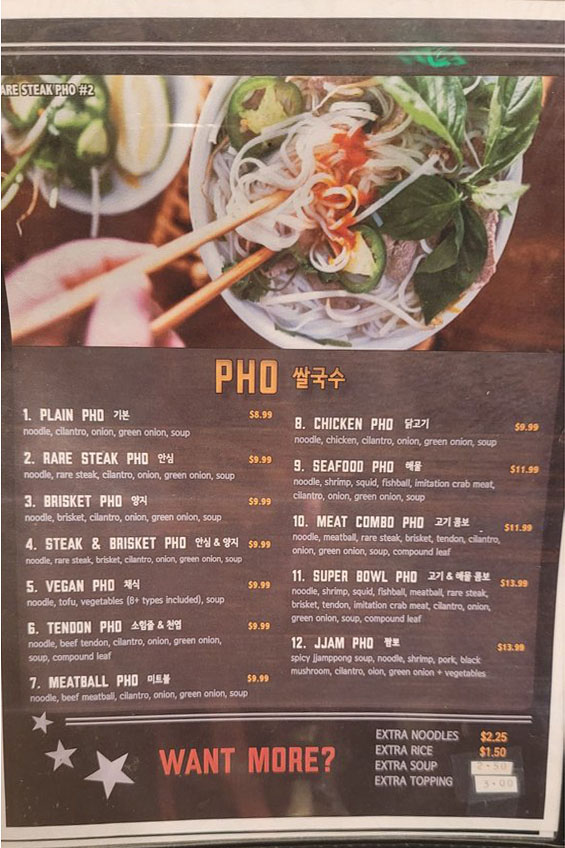 ARE STEAK PHO #2
PHO 쌀국수
1. PLAIN PHO 기본 $8.99
noodle, cilantro, onion, green onion, soup
2. RARE STEAK PHO 안심 $9.99
noodle, rare steak, cilantro, onion, green onion, soup
3. BRISKET PHO 양지 $9.99
noodle, brisket, cilantro, onion, green onion, soup
4. STEAK & BRISKET PHO 안심 & 양지 $9.99
noodle, rare steak, brisket, cilantro, onion, green onion, soup
5. VEGAN PHO 채식 $9.99
noodle, tofu, vegetables (8+ types included), soup
6. TENDON PHO 소힘줄 & 천엽 $9.99
noodle, beef tendon, cilantro, onion, green onion,
soup, compound leaf
7. MEATBALL PHO 미트볼 $9.99
noodle, beef meatball, cilantro, onion, green onion, soup
8. CHICKEN PHO 닭고기 $9.99
noodle, chicken, cilantro, onion, green onion, soup
9. SEAFOOD PHO 해물 $11.99
noodle, shrimp, squid, fishball, imitation crab meat,
cilantro, onion, green onion, soup
10. MEAT COMBO PHO 고기 콤보 $11.99
noodle, meatball, rare steak, brisket, tendon, cilantro,
onion, green onion, soup, compound leaf
11. SUPER BOWL PHO 고기 & 해물 콤보 $13.99
noodle, shrimp, squid, fishball, meatball, rare steak,
brisket, tendon, imitation crab meat, cilantro, onion,
green onion, soup, compound leaf
12. JJAM PHO 짬뽀 $13.99
spicy jjamppong soup, noodle, shrimp, pork, black
mushroom, cilantro, oion, green onion + vegetables
WANT MORE?
EXTRA NOODLES $2.25
EXTRA RICE $1.50
EXTRA SOUP 2.50
EXTRA TOPPING 3.00